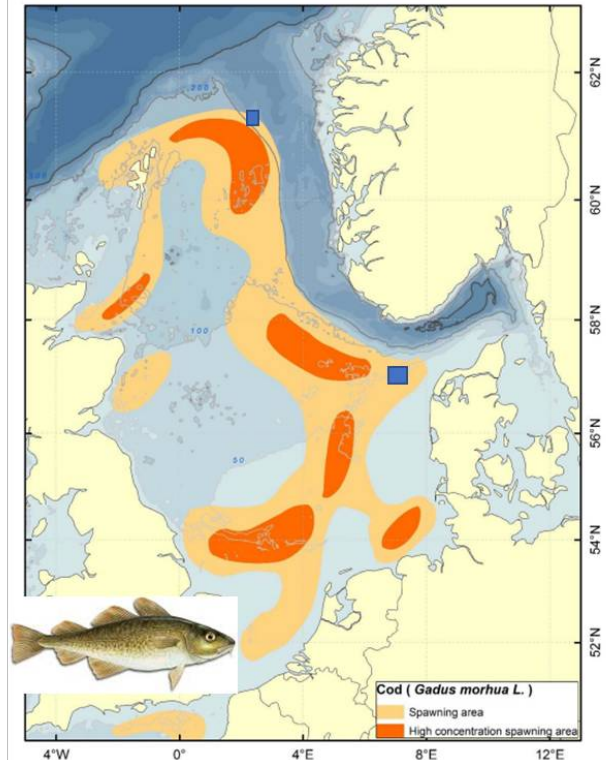 62°N
200
60°N
58°N
100
56°N
50
54°N
52°N
Cod ( Gadus morhua L. )
Spawning area
High concentration spawning area
4°W 0° 4°E 8°E 12°E